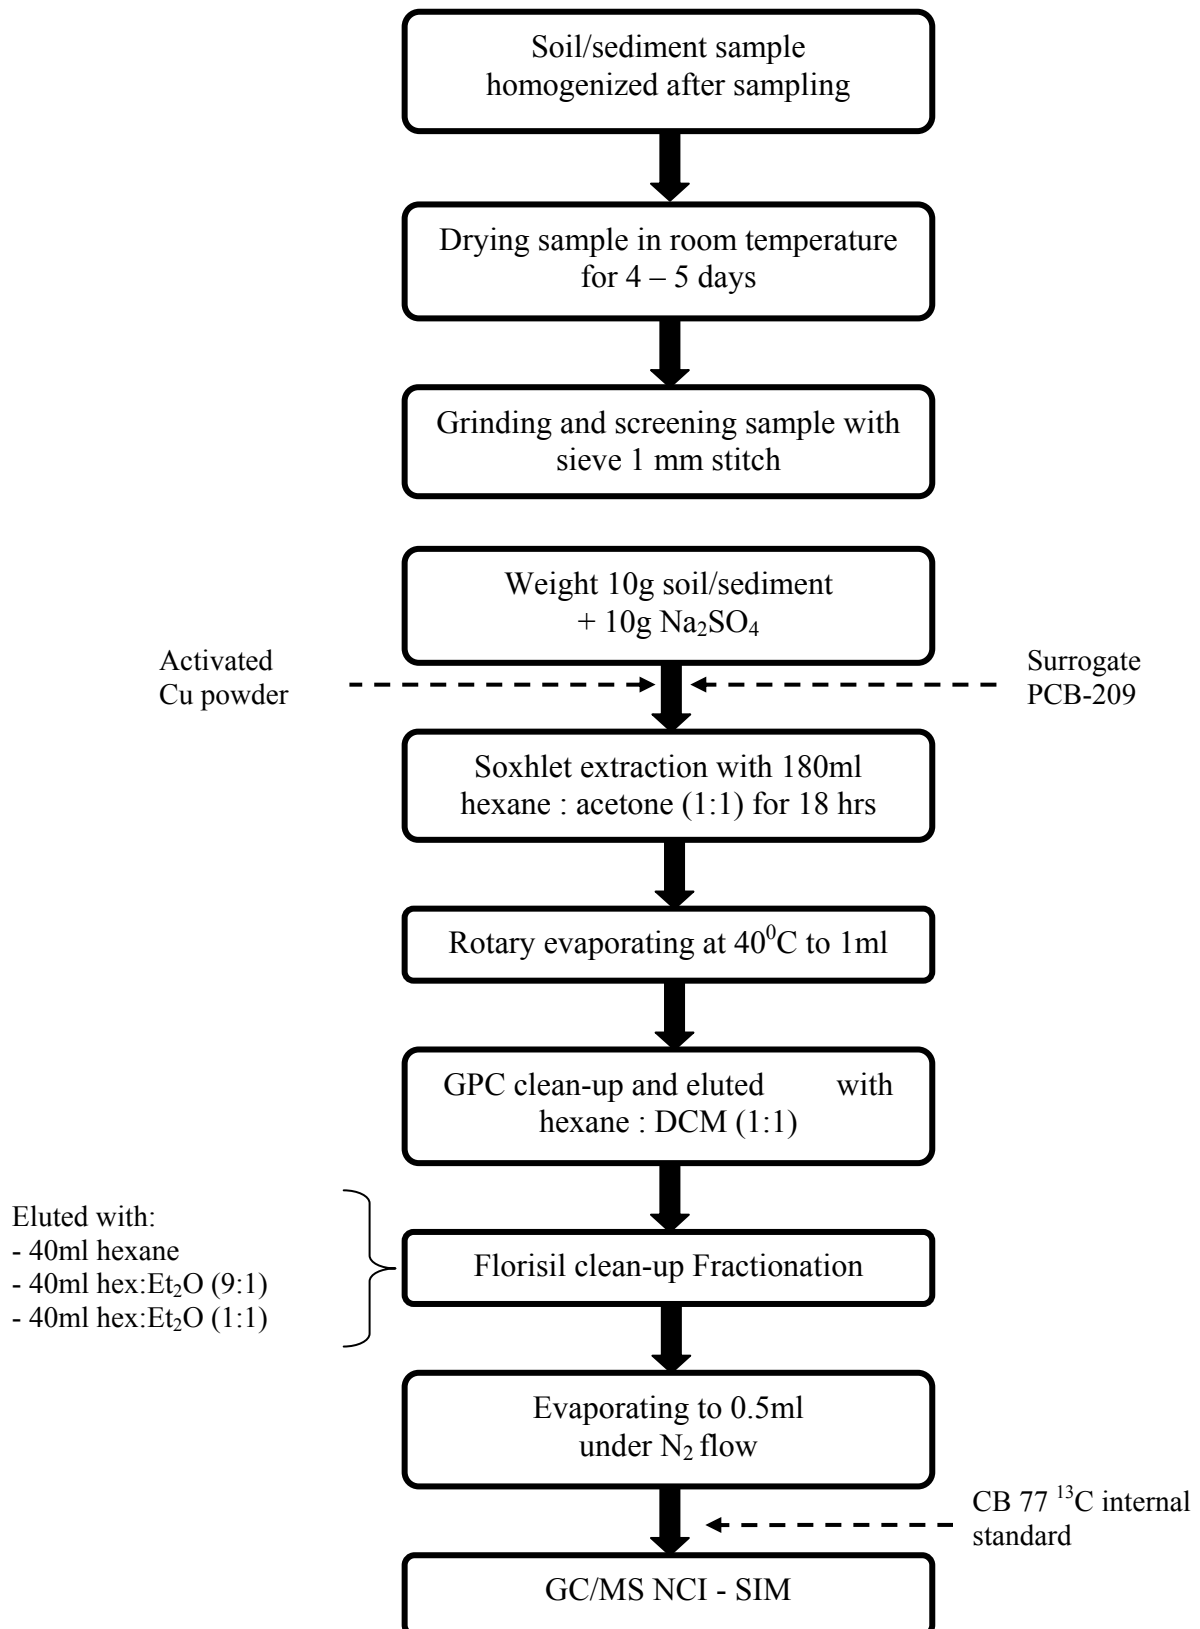 Soil/sediment sample
homogenized after sampling
Drying sample in room temperature
for 4 – 5 days
Grinding and screening sample with
sieve 1 mm stitch
Weight 10g soil/sediment
+ 10g Na₂SO₄
Activated
Cu powder
Surrogate
PCB-209
Soxhlet extraction with 180ml
hexane : acetone (1:1) for 18 hrs
Rotary evaporating at 40⁰C to 1ml
GPC clean-up and eluted with
hexane : DCM (1:1)
Eluted with:
- 40ml hexane
- 40ml hex:Et₂O (9:1)
- 40ml hex:Et₂O (1:1)
Florisil clean-up Fractionation
Evaporating to 0.5ml
under N₂ flow
CB 77 ¹³C internal
standard
GC/MS NCI - SIM